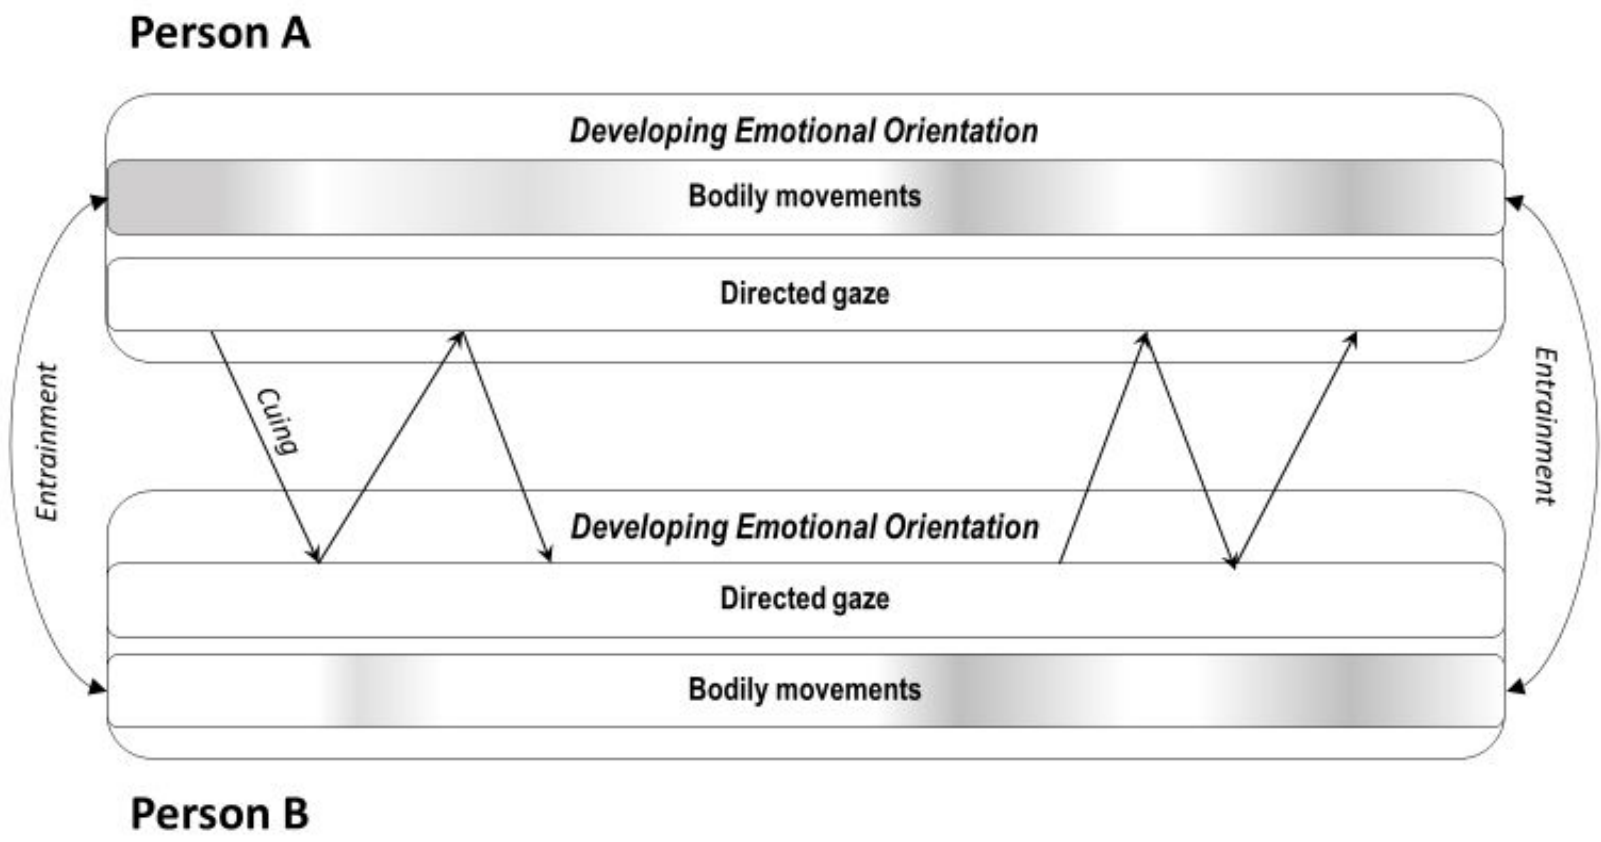 Person A
Developing Emotional Orientation
Bodily movements
Directed gaze
Cuing
Entrainment
Entrainment
Developing Emotional Orientation
Directed gaze
Bodily movements
Person B